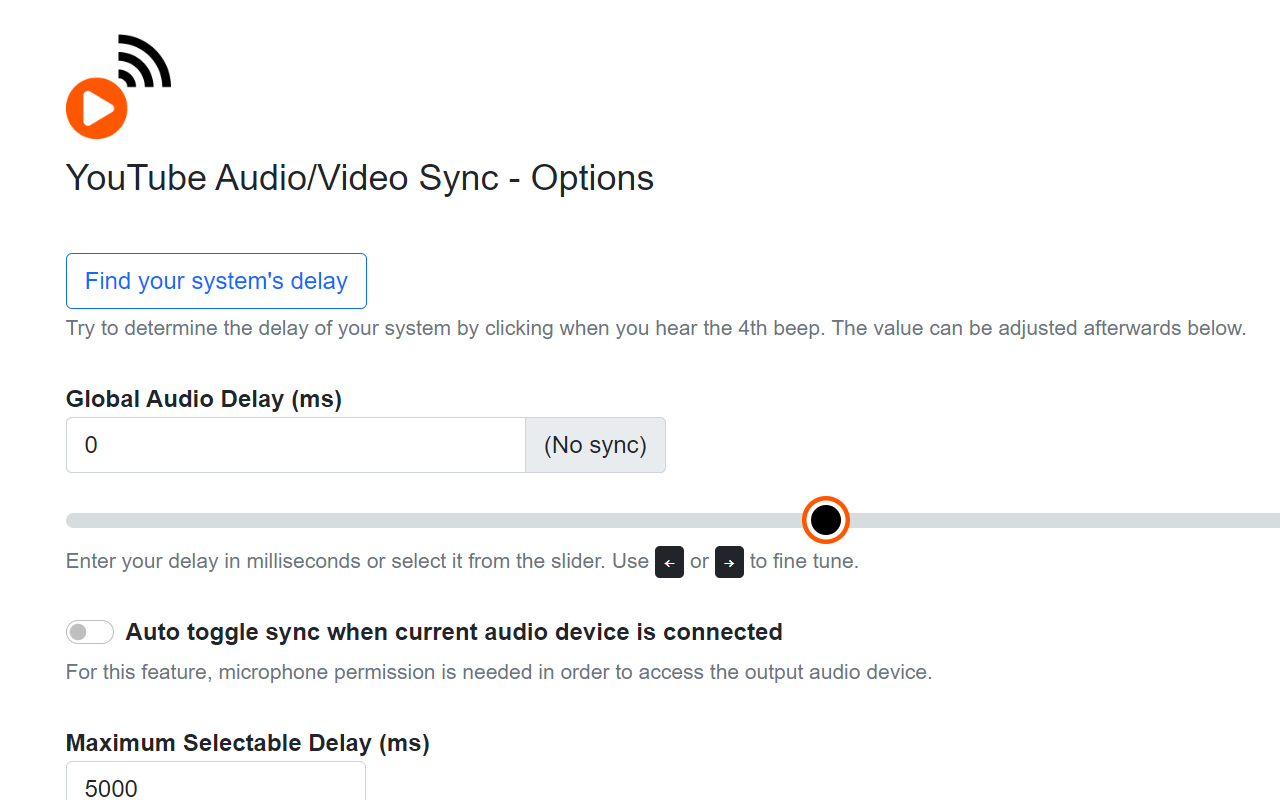 YouTube Audio/Video Sync - Options
Find your system's delay
Try to determine the delay of your system by clicking when you hear the 4th beep. The value can be adjusted afterwards below.
Global Audio Delay (ms)
0 (No sync)
Enter your delay in milliseconds or select it from the slider. Use ← or → to fine tune.
Auto toggle sync when current audio device is connected
For this feature, microphone permission is needed in order to access the output audio device.
Maximum Selectable Delay (ms)
5000